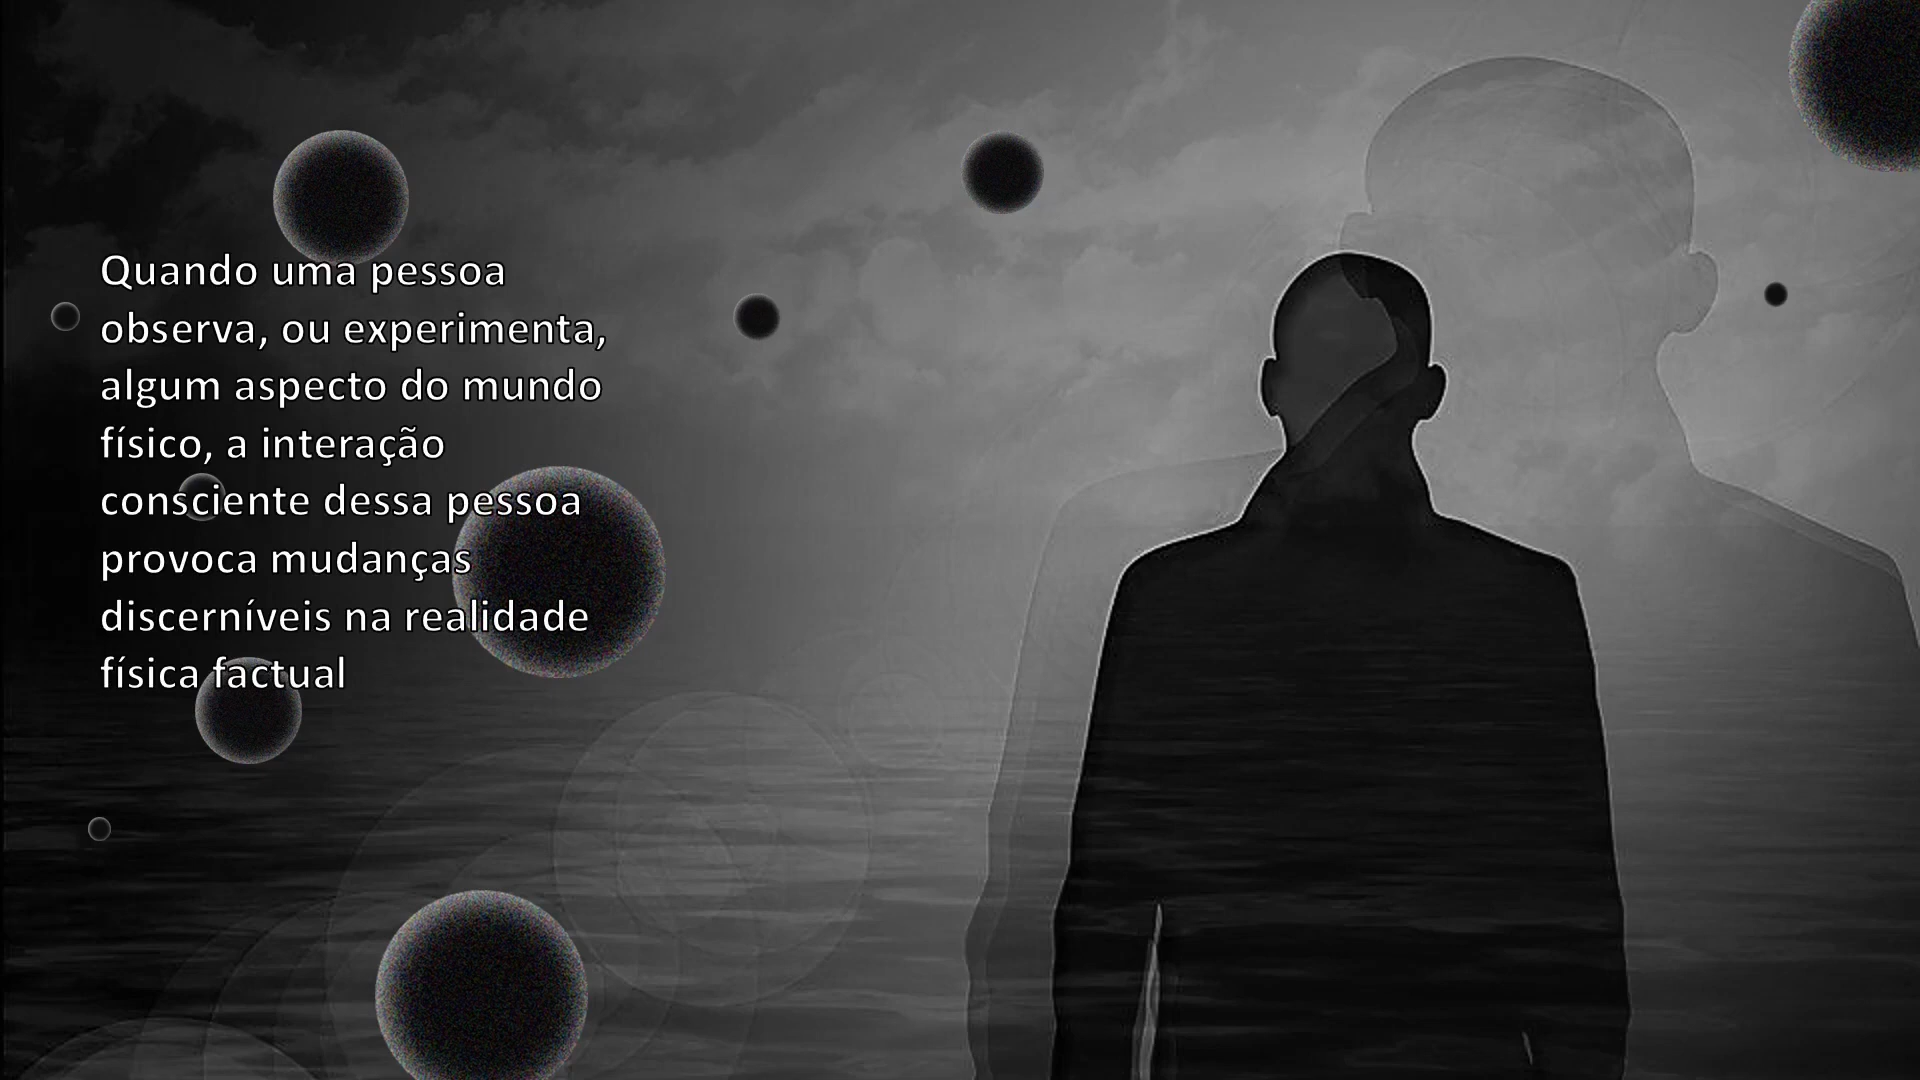 Quando uma pessoa
observa, ou experimenta,
algum aspecto do mundo
físico, a interação
consciente dessa pessoa
provoca mudanças
discerníveis na realidade
física factual